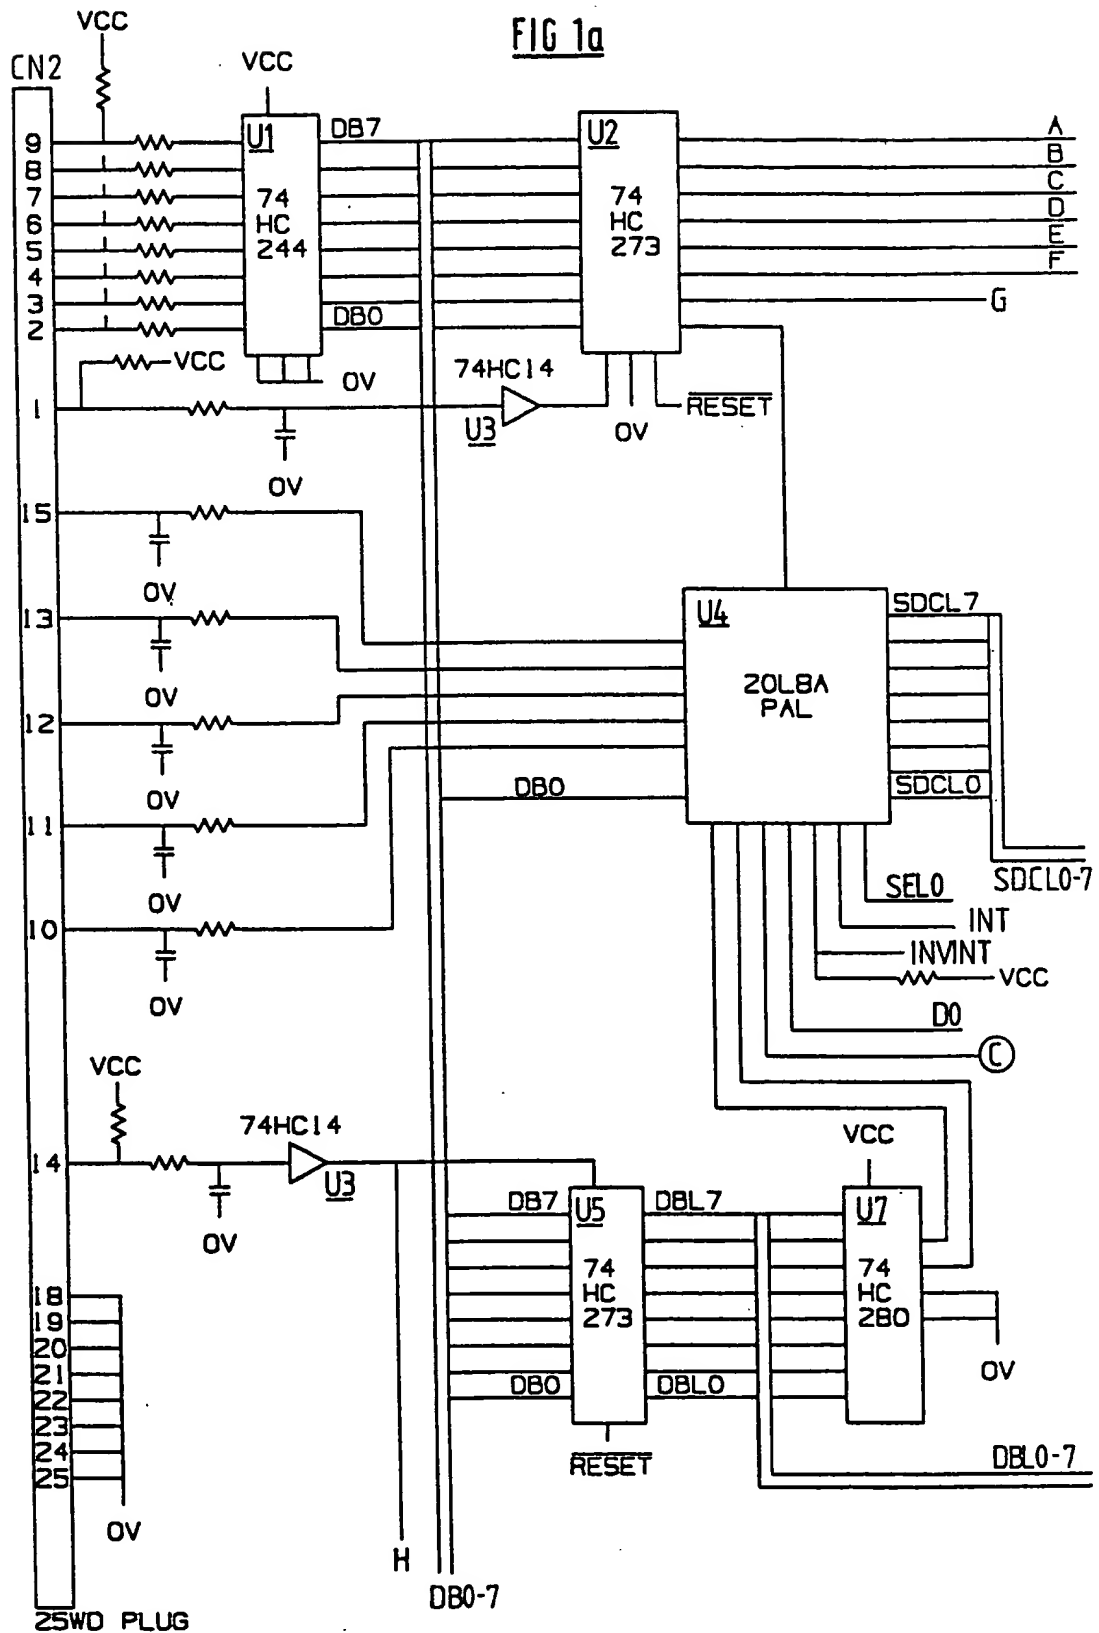 FIG 1a
VCC
CN2
VCC
9
8
7
6
5
4
3
2
U1
74
HC
244
DB7
DB0
U2
74
HC
273
A
B
C
D
E
F
G
VCC
0V
1
0V
74HC14
U3
0V
RESET
15
0V
13
0V
12
0V
11
0V
10
0V
DB0
U4
20L8A
PAL
SDCL7
SDCL0
SDCL0-7
SEL0
INT
INVINT
VCC
D0
C
VCC
14
0V
74HC14
U3
DB7
DB0
U5
74
HC
273
RESET
DBL7
DBL0
VCC
U7
74
HC
280
0V
DBL0-7
18
19
20
21
22
23
24
25
0V
H
DB0-7
25WD PLUG